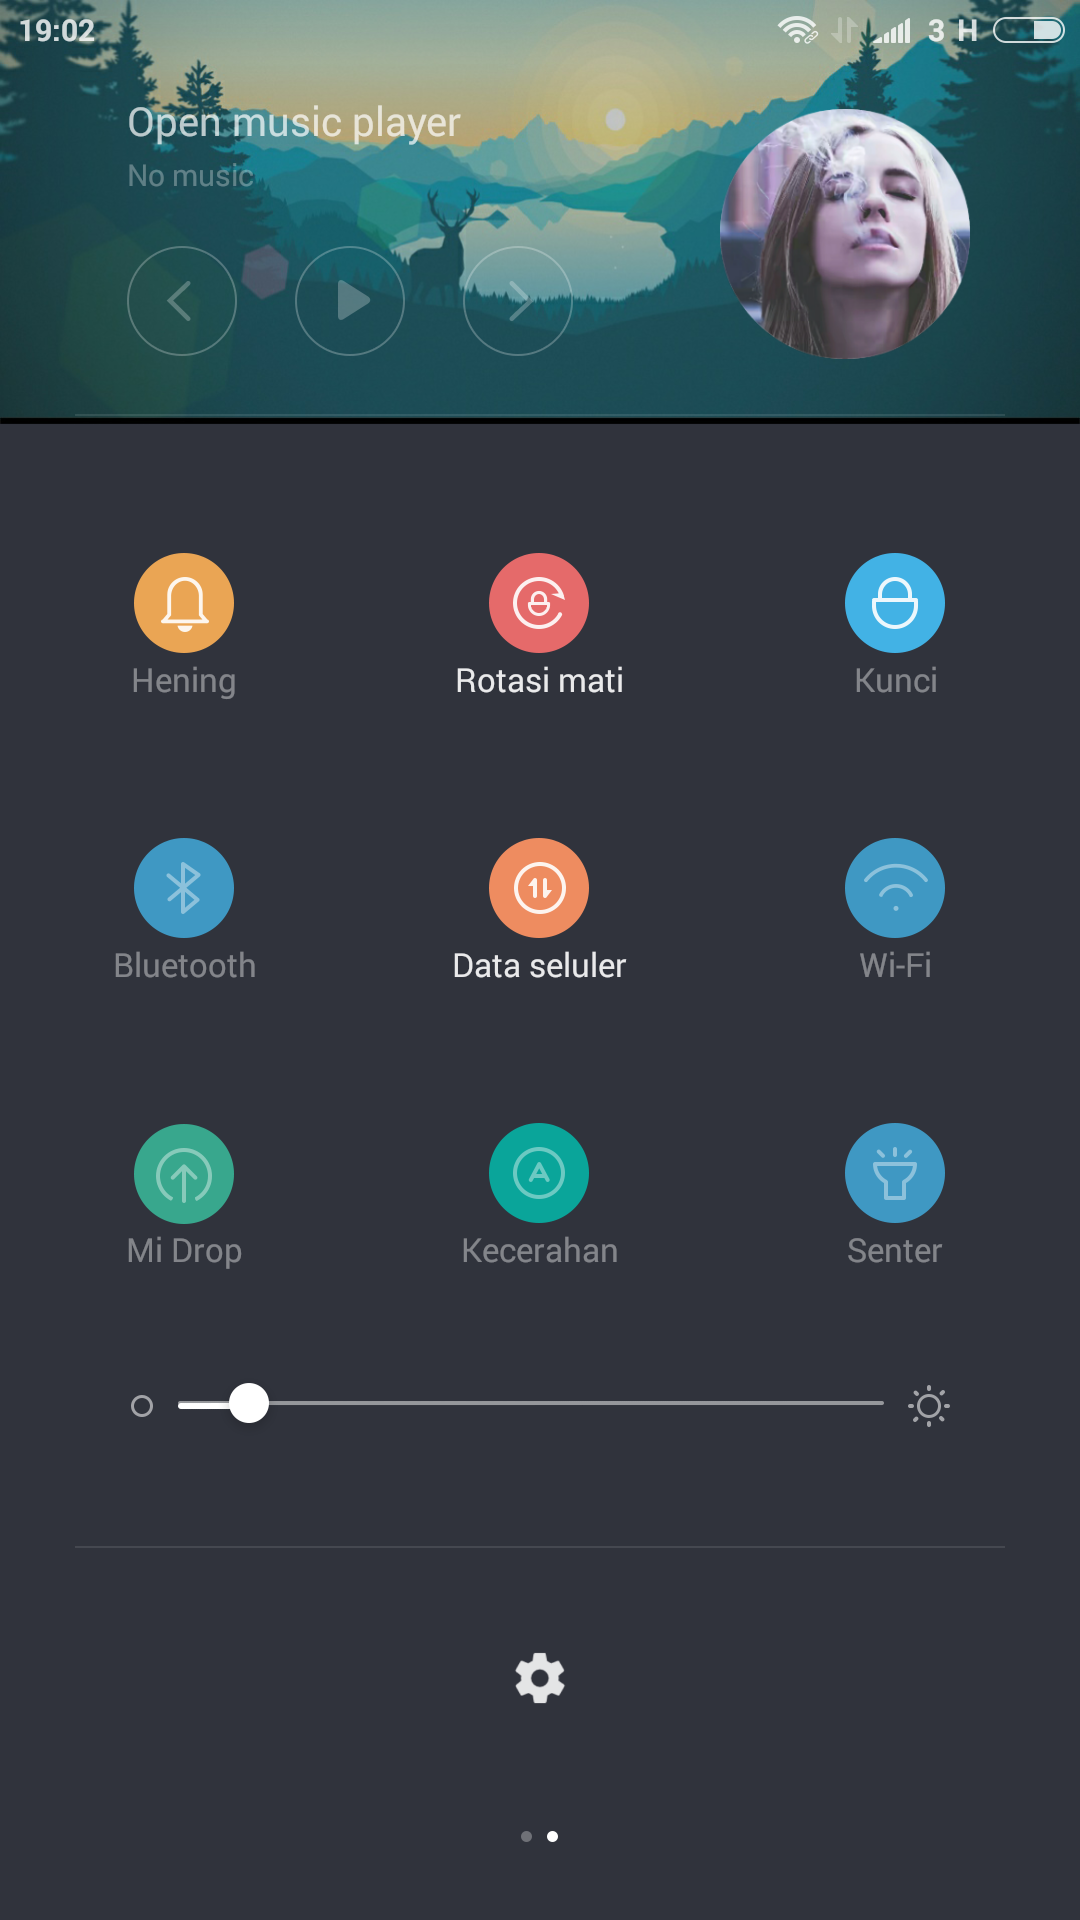 19:02 3 H
Open music player
No music
Hening Rotasi mati Kunci
Bluetooth Data seluler Wi-Fi
Mi Drop Kecerahan Senter